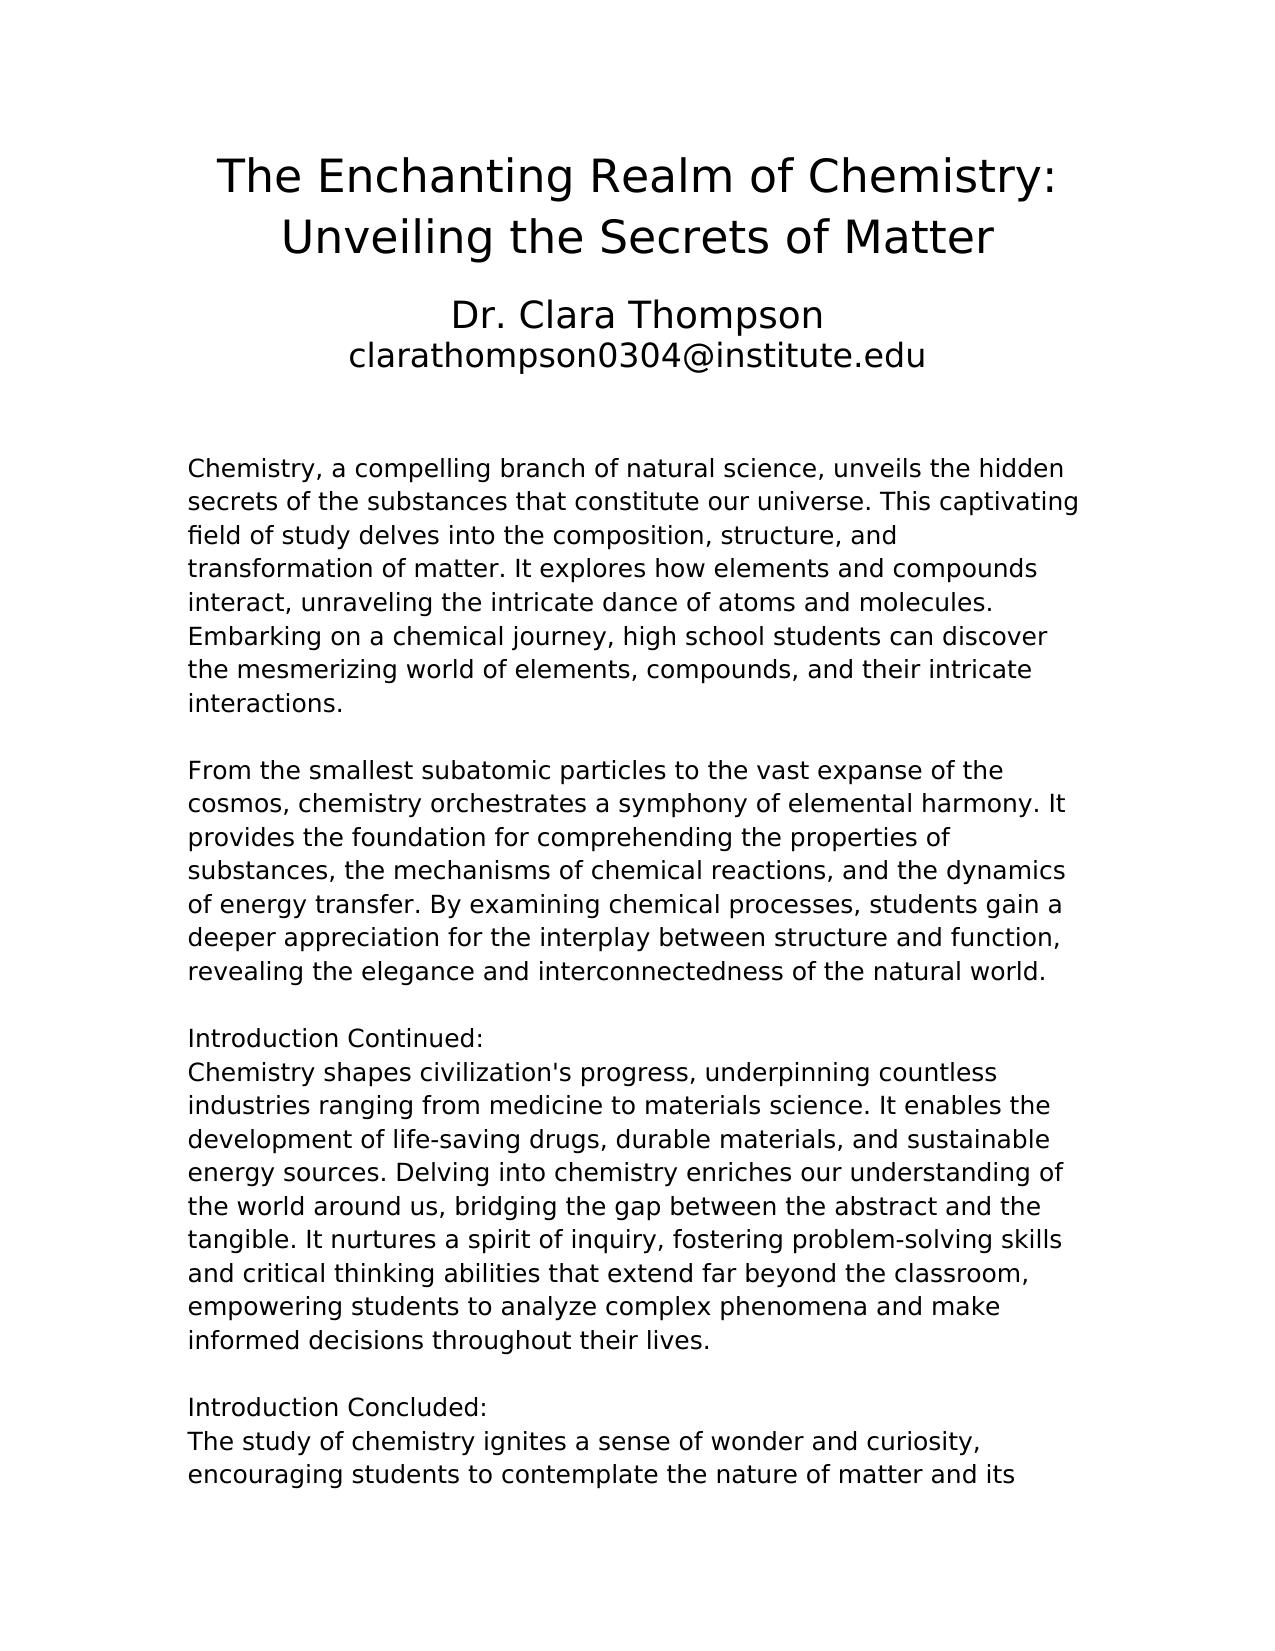 The Enchanting Realm of Chemistry:
Unveiling the Secrets of Matter
Dr. Clara Thompson
clarathompson0304@institute.edu
Chemistry, a compelling branch of natural science, unveils the hidden
secrets of the substances that constitute our universe. This captivating
field of study delves into the composition, structure, and
transformation of matter. It explores how elements and compounds
interact, unraveling the intricate dance of atoms and molecules.
Embarking on a chemical journey, high school students can discover
the mesmerizing world of elements, compounds, and their intricate
interactions.
From the smallest subatomic particles to the vast expanse of the
cosmos, chemistry orchestrates a symphony of elemental harmony. It
provides the foundation for comprehending the properties of
substances, the mechanisms of chemical reactions, and the dynamics
of energy transfer. By examining chemical processes, students gain a
deeper appreciation for the interplay between structure and function,
revealing the elegance and interconnectedness of the natural world.
Introduction Continued:
Chemistry shapes civilization's progress, underpinning countless
industries ranging from medicine to materials science. It enables the
development of life-saving drugs, durable materials, and sustainable
energy sources. Delving into chemistry enriches our understanding of
the world around us, bridging the gap between the abstract and the
tangible. It nurtures a spirit of inquiry, fostering problem-solving skills
and critical thinking abilities that extend far beyond the classroom,
empowering students to analyze complex phenomena and make
informed decisions throughout their lives.
Introduction Concluded:
The study of chemistry ignites a sense of wonder and curiosity,
encouraging students to contemplate the nature of matter and its